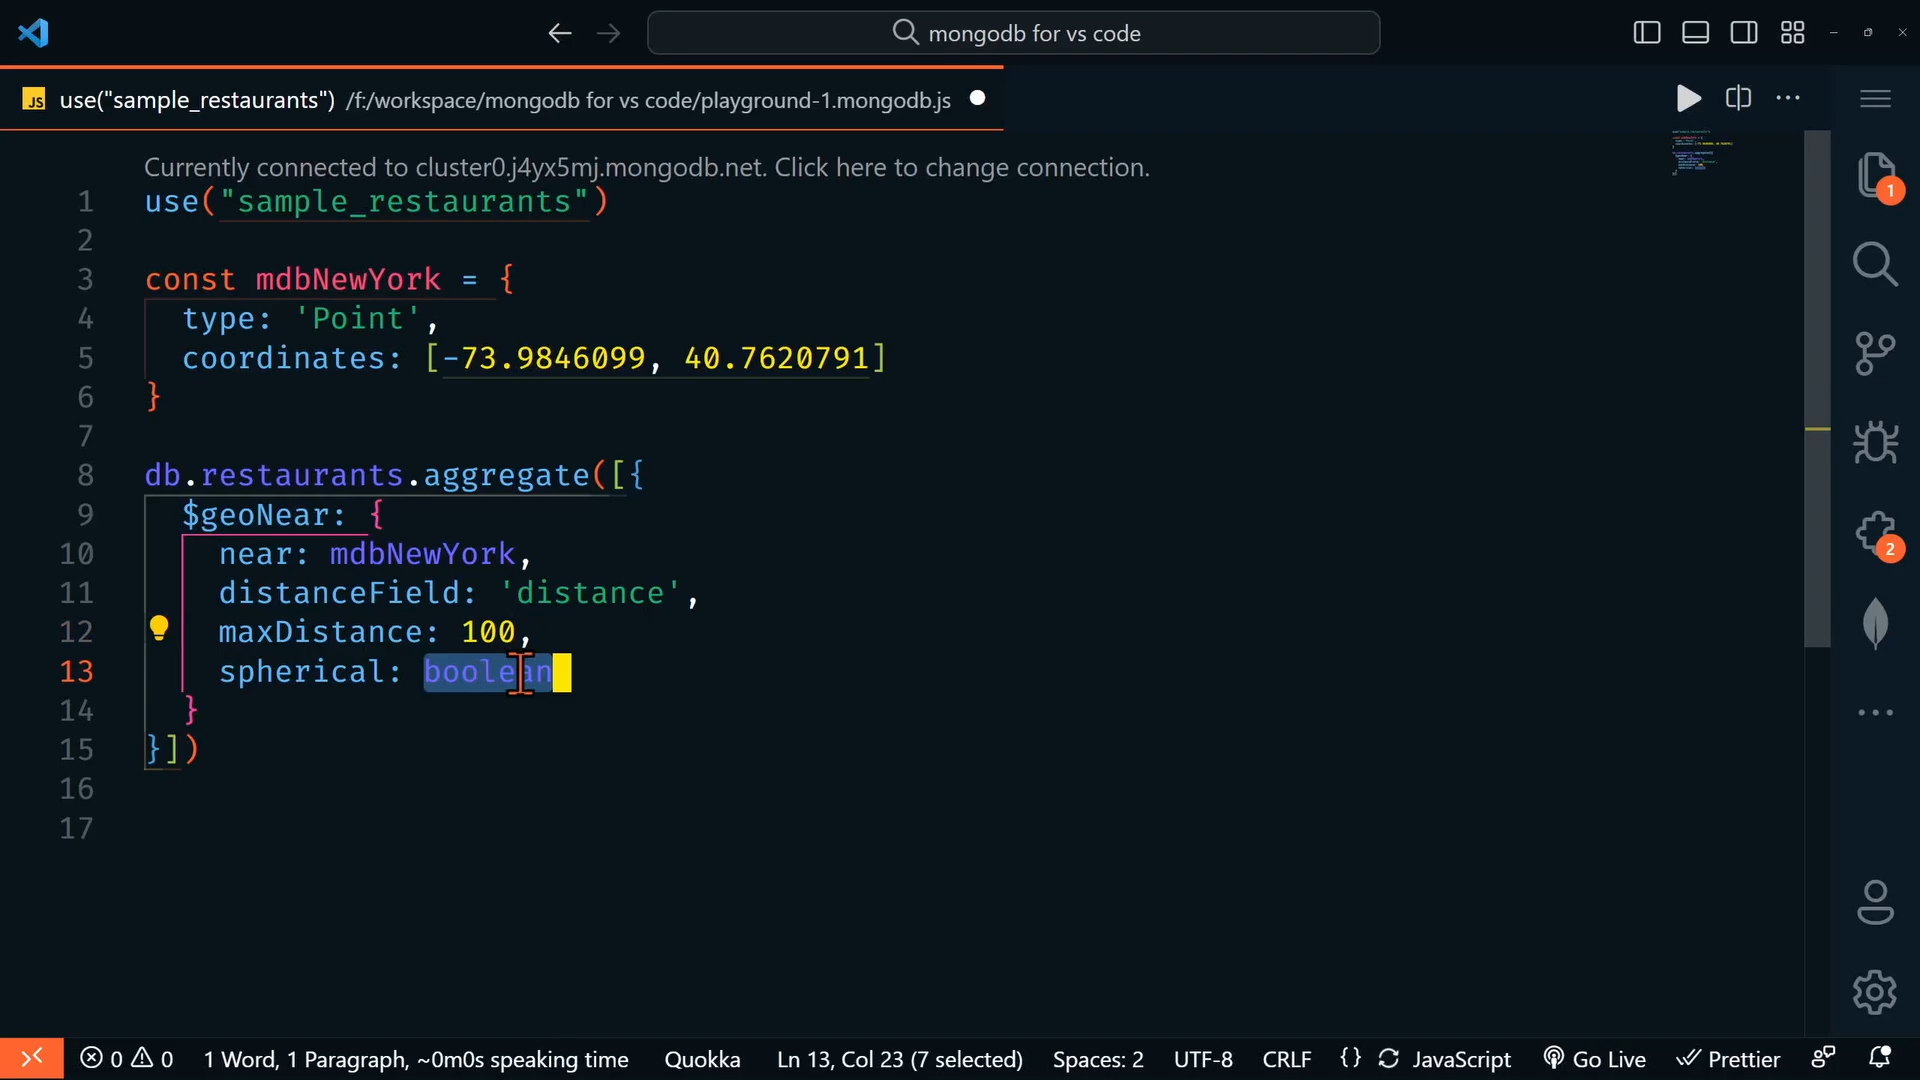 mongodb for vs code
JS use("sample_restaurants") /f:/workspace/mongodb for vs code/playground-1.mongodb.js
Currently connected to cluster0.j4yx5mj.mongodb.net. Click here to change connection.
1 use("sample_restaurants")
2
3 const mdbNewYork = {
4 type: 'Point',
5 coordinates: [-73.9846099, 40.7620791]
6 }
7
8 db.restaurants.aggregate([{
9 $geoNear: {
10 near: mdbNewYork,
11 distanceField: 'distance',
12 maxDistance: 100,
13 spherical: boolean
14 }
15 }])
16
17
1
2
0 0 1 Word, 1 Paragraph, ~0m0s speaking time Quokka Ln 13, Col 23 (7 selected) Spaces: 2 UTF-8 CRLF {} JavaScript Go Live Prettier